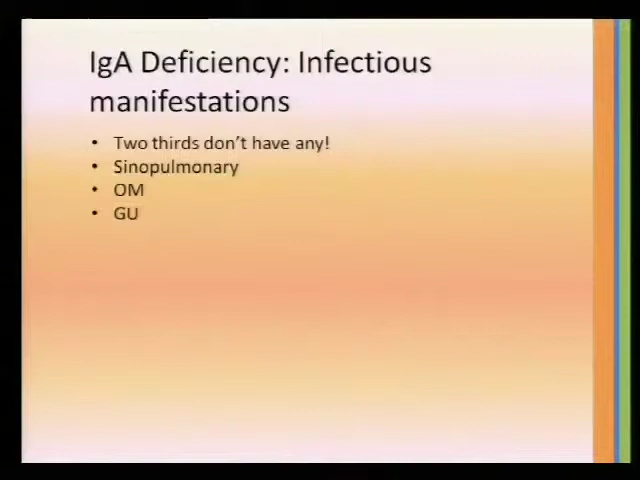 IgA Deficiency: Infectious
manifestations
• Two thirds don't have any!
• Sinopulmonary
• OM
• GU